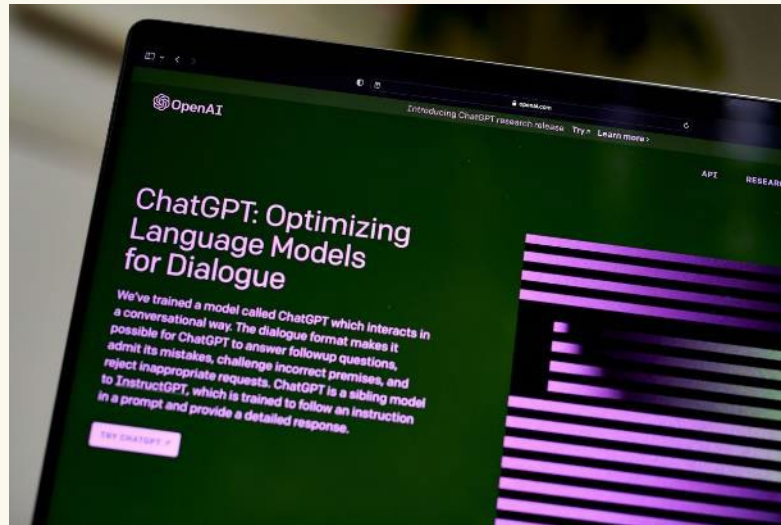 openai.com
OpenAI
Introducing ChatGPT research release Try↗ Learn more›
API RESEAR
ChatGPT: Optimizing
Language Models
for Dialogue
We've trained a model called ChatGPT which interacts in
a conversational way. The dialogue format makes it
possible for ChatGPT to answer followup questions,
admit its mistakes, challenge incorrect premises, and
reject inappropriate requests. ChatGPT is a sibling model
to InstructGPT, which is trained to follow an instruction
in a prompt and provide a detailed response.
TRY CHATGPT ↗